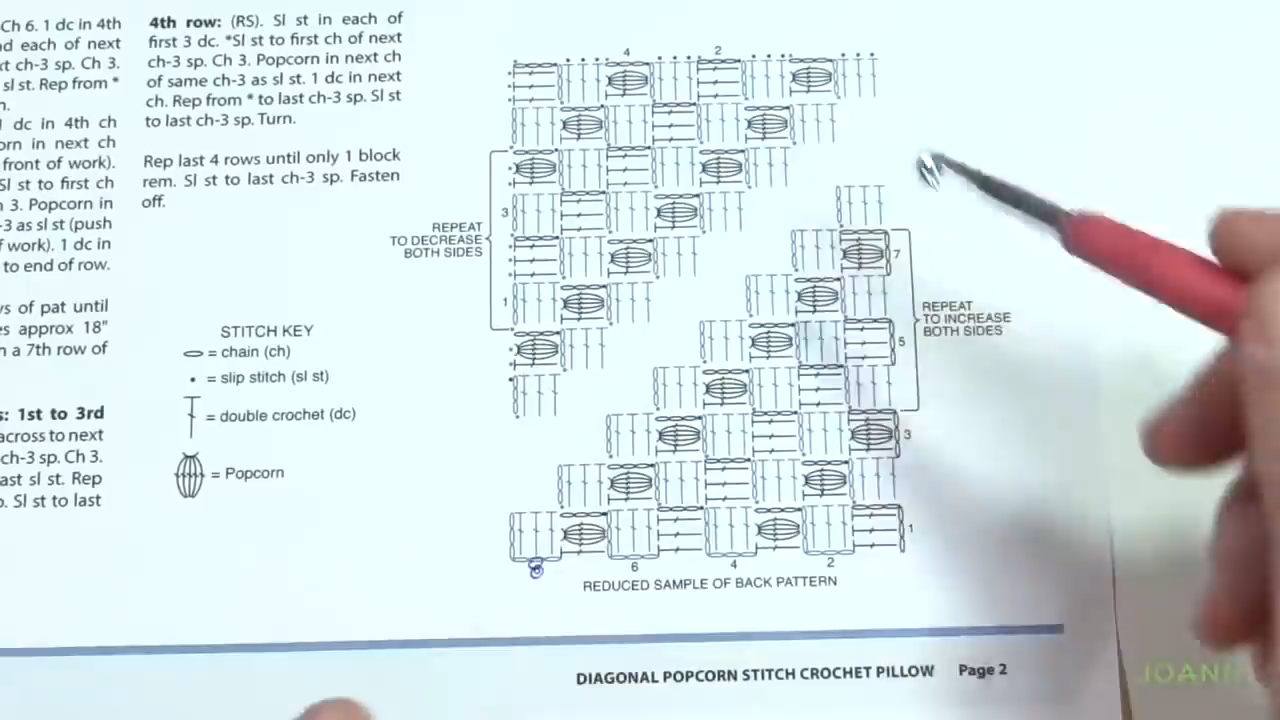 Ch 6. 1 dc in 4th
each of next
ch-3 sp. Ch 3.
sl st. Rep from *
dc in 4th ch
in next ch
front of work).
Sl st to first ch
3. Popcorn in
-3 as sl st (push
work). 1 dc in
to end of row.
of pat until
approx 18"
a 7th row of
1st to 3rd
across to next
ch-3 sp. Ch 3.
last sl st. Rep
Sl st to last
4th row: (RS). Sl st in each of
first 3 dc. *Sl st to first ch of next
ch-3 sp. Ch 3. Popcorn in next ch
of same ch-3 as sl st. 1 dc in next
ch. Rep from * to last ch-3 sp. Sl st
to last ch-3 sp. Turn.
Rep last 4 rows until only 1 block
rem. Sl st to last ch-3 sp. Fasten
off.
STITCH KEY
= chain (ch)
= slip stitch (sl st)
= double crochet (dc)
= Popcorn
4 2
3
REPEAT
TO DECREASE
BOTH SIDES
1
7
REPEAT
TO INCREASE
BOTH SIDES
5
3
1
8 6 4 2
REDUCED SAMPLE OF BACK PATTERN
DIAGONAL POPCORN STITCH CROCHET PILLOW Page 2